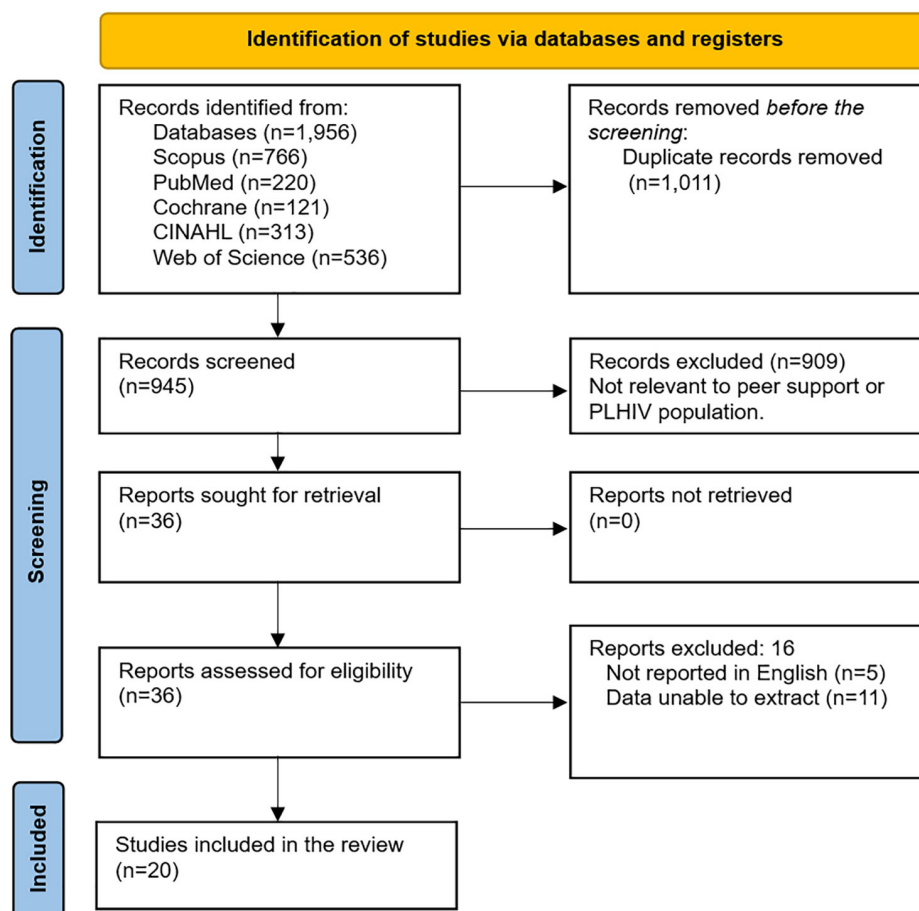 Identification of studies via databases and registers
Identification
Records identified from:
Databases (n=1,956)
Scopus (n=766)
PubMed (n=220)
Cochrane (n=121)
CINAHL (n=313)
Web of Science (n=536)
Records removed before the
screening:
Duplicate records removed
(n=1,011)
Screening
Records screened
(n=945)
Records excluded (n=909)
Not relevant to peer support or
PLHIV population.
Reports sought for retrieval
(n=36)
Reports not retrieved
(n=0)
Reports assessed for eligibility
(n=36)
Reports excluded: 16
Not reported in English (n=5)
Data unable to extract (n=11)
Included
Studies included in the review
(n=20)